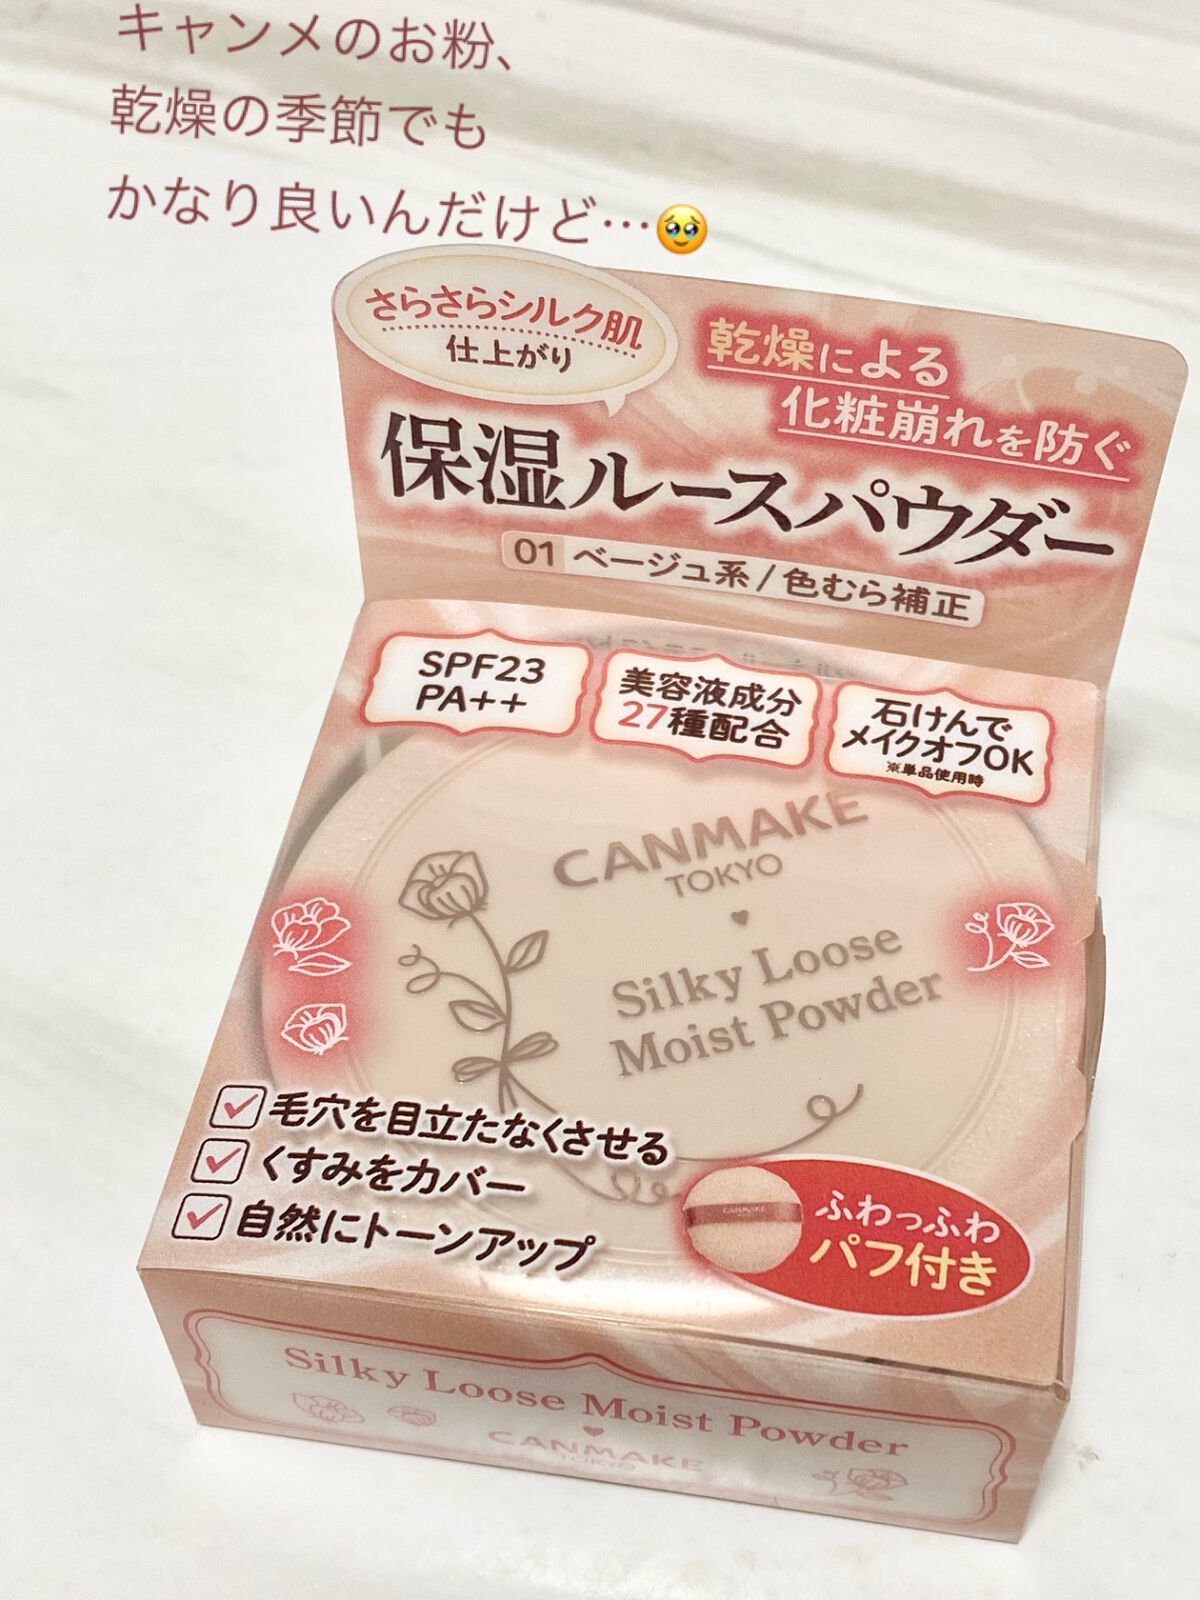 キャンメのお粉、
乾燥の季節でも
かなり良いんだけど…🥹
さらさらシルク肌
仕上がり
乾燥による
化粧崩れを防ぐ
保湿ルースパウダー
01 ベージュ系/色むら補正
SPF23
PA++
美容液成分
27種配合
石けんで
メイクオフOK
※単品使用時
CANMAKE
TOKYO
Silky Loose
Moist Powder
毛穴を目立たなくさせる
くすみをカバー
自然にトーンアップ
CANMAKE
ふわっふわ
パフ付き
Silky Loose Moist Powder
CANMAKE
TOKYO